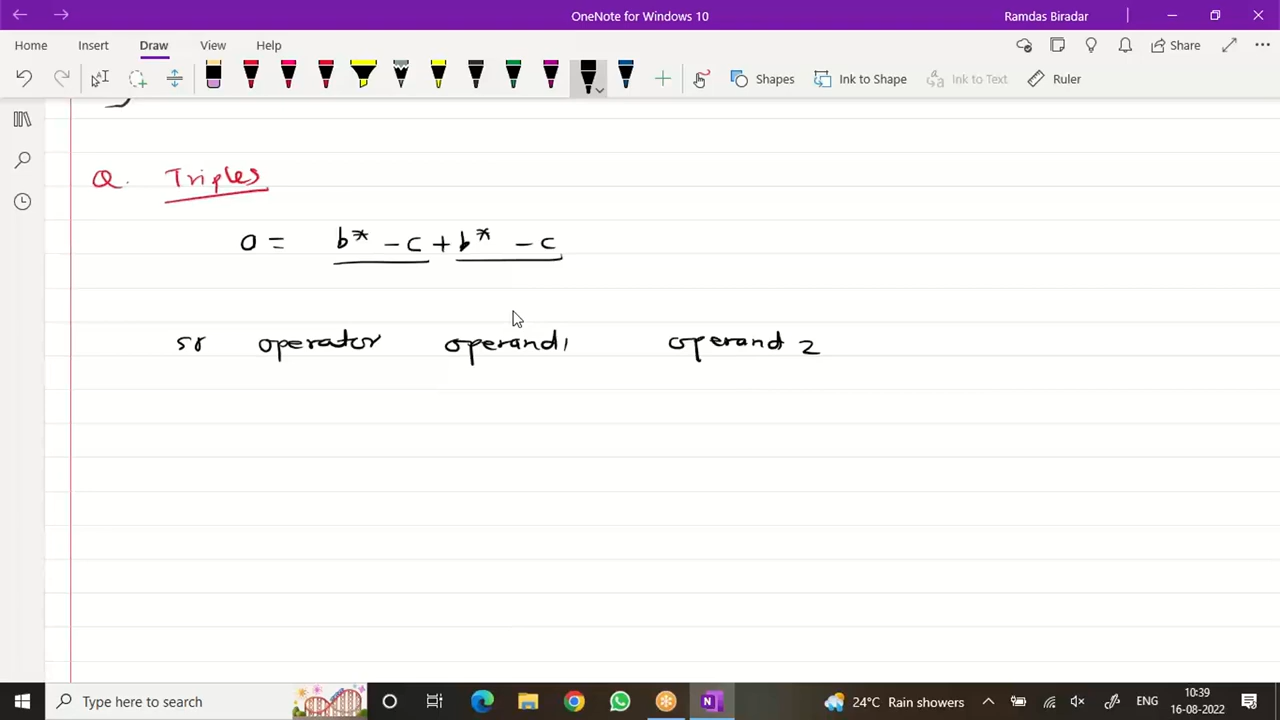 OneNote for Windows 10
Ramdas Biradar
Home Insert Draw View Help
Share
Shapes Ink to Shape Ink to Text Ruler
Q. Triples
a = b* - c + b* - c
sr operator operand1 operand 2
Type here to search
24°C Rain showers
ENG
10:39
16-08-2022